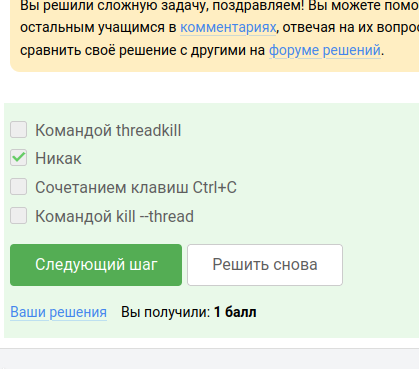 Вы решили сложную задачу, поздравляем! Вы можете помо
остальным учащимся в комментариях, отвечая на их вопрос
сравнить своё решение с другими на форуме решений.
Командой threadkill
Никак
Сочетанием клавиш Ctrl+C
Командой kill --thread
Следующий шаг
Решить снова
Ваши решения Вы получили: 1 балл